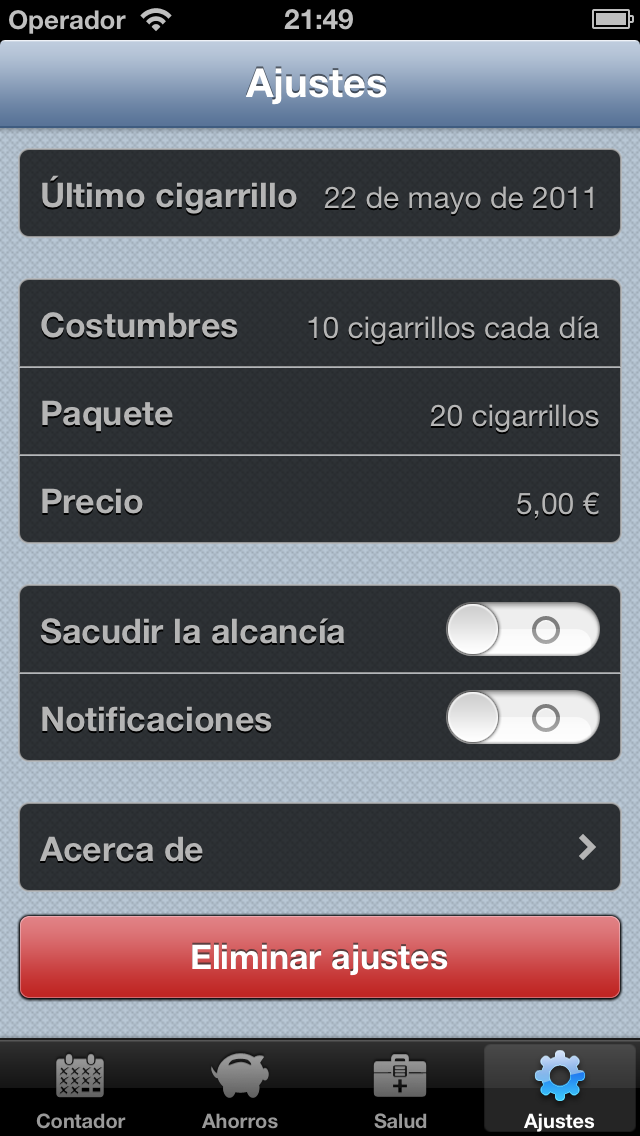 Operador 21:49
Ajustes
Último cigarrillo 22 de mayo de 2011
Costumbres 10 cigarrillos cada día
Paquete 20 cigarrillos
Precio 5,00 €
Sacudir la alcancía
Notificaciones
Acerca de
Eliminar ajustes
Contador Ahorros Salud Ajustes